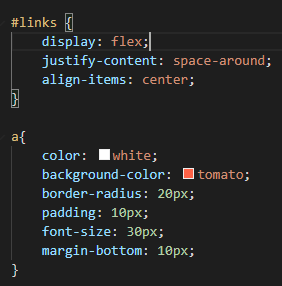 #links {
    display: flex;
    justify-content: space-around;
    align-items: center;
}

a{
    color: white;
    background-color: tomato;
    border-radius: 20px;
    padding: 10px;
    font-size: 30px;
    margin-bottom: 10px;
}